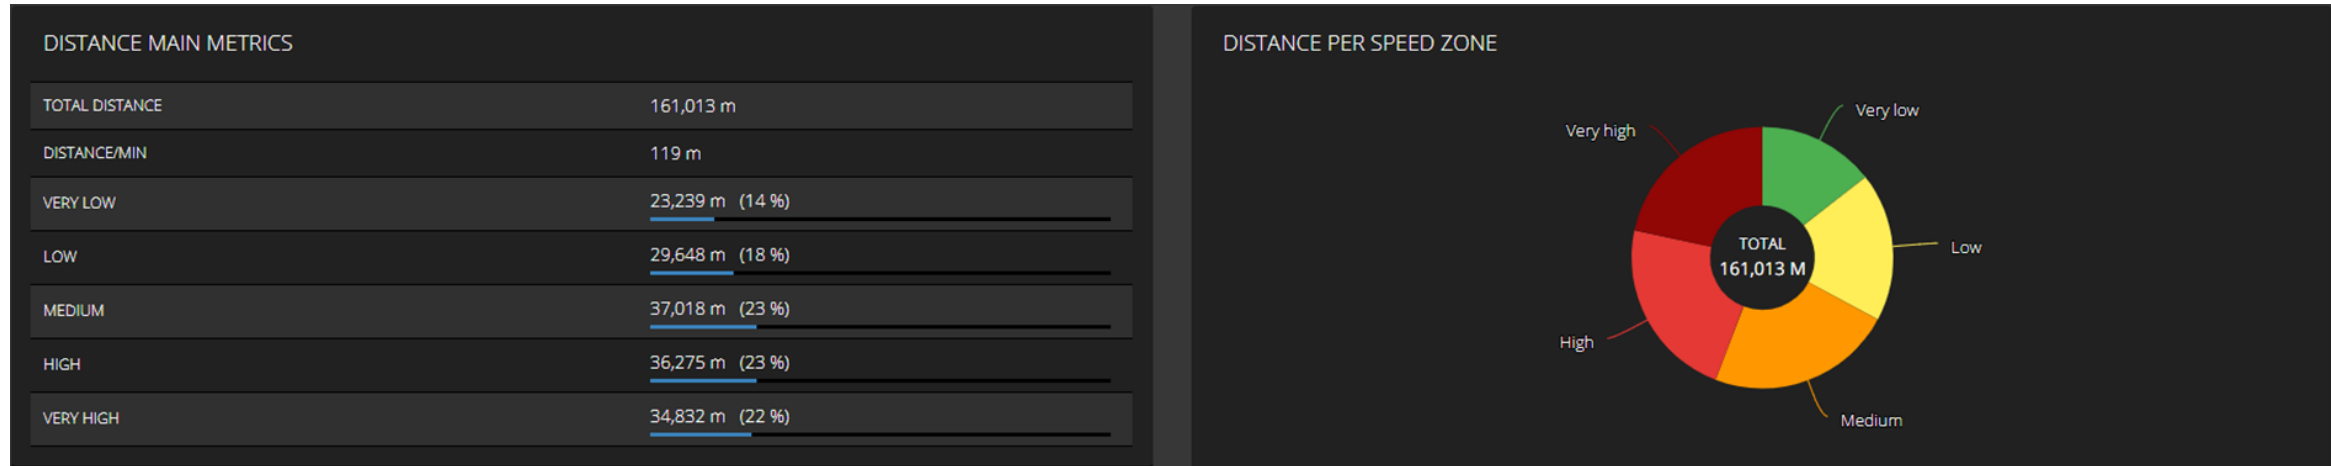 DISTANCE MAIN METRICS
TOTAL DISTANCE 161,013 m
DISTANCE/MIN 119 m
VERY LOW 23,239 m (14 %)
LOW 29,648 m (18 %)
MEDIUM 37,018 m (23 %)
HIGH 36,275 m (23 %)
VERY HIGH 34,832 m (22 %)
DISTANCE PER SPEED ZONE
Very low
Very high
TOTAL
161,013 M
Low
High
Medium